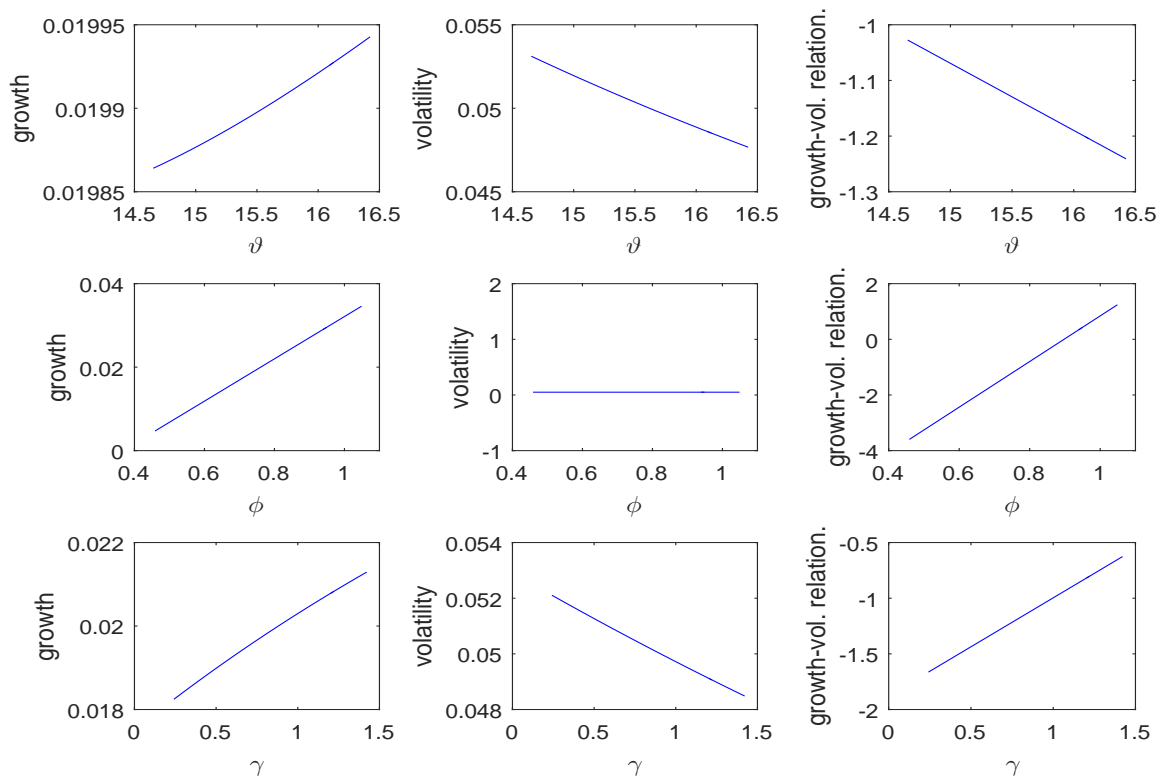 0.01995
0.0199
0.01985
growth
14.5 15 15.5 16 16.5
ϑ
0.055
0.05
0.045
volatility
14.5 15 15.5 16 16.5
ϑ
-1
-1.1
-1.2
-1.3
growth-vol. relation.
14.5 15 15.5 16 16.5
ϑ
0.04
0.02
0
growth
0.4 0.6 0.8 1
ϕ
2
1
0
-1
volatility
0.4 0.6 0.8 1
ϕ
2
0
-2
-4
growth-vol. relation.
0.4 0.6 0.8 1
ϕ
0.022
0.02
0.018
growth
0 0.5 1 1.5
γ
0.054
0.052
0.05
0.048
volatility
0 0.5 1 1.5
γ
-0.5
-1
-1.5
-2
growth-vol. relation.
0 0.5 1 1.5
γ